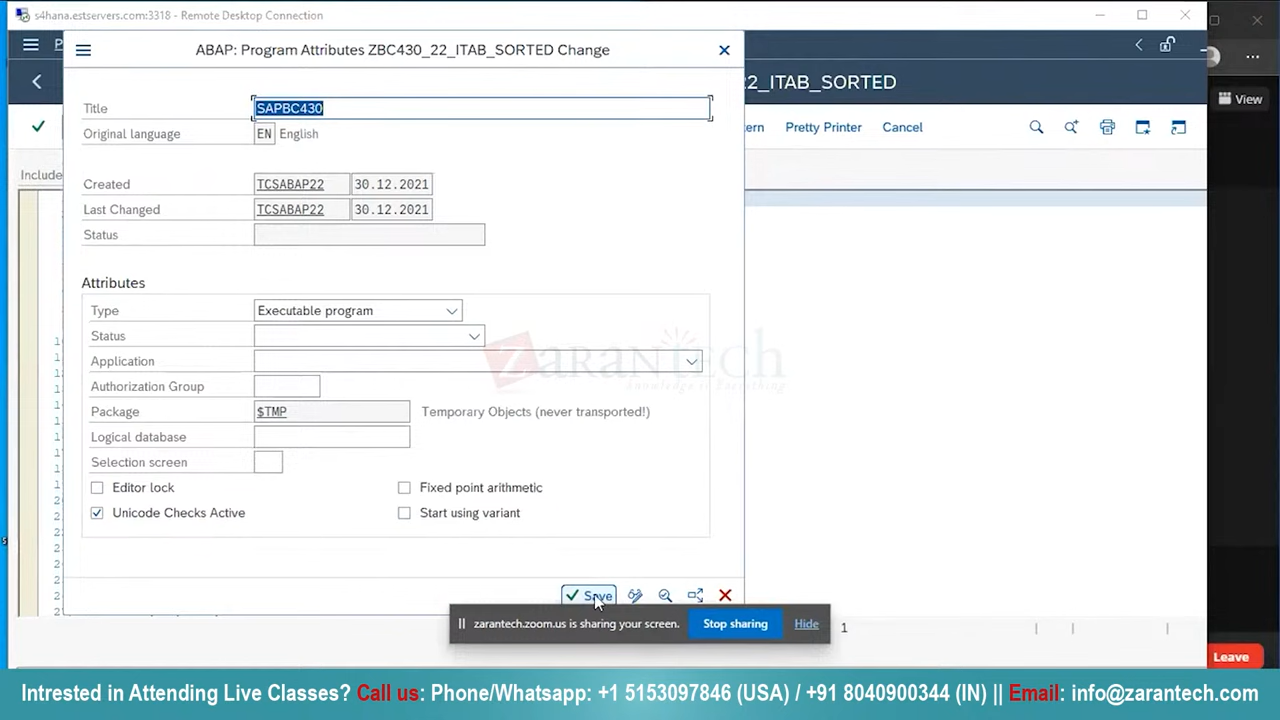 s4hana.estservers.com:3318 - Remote Desktop Connection
ABAP: Program Attributes ZBC430_22_ITAB_SORTED Change
22_ITAB_SORTED
View
Title SAPBC430
tern Pretty Printer Cancel
Original language EN English
Include
Created TCSABAP22 30.12.2021
Last Changed TCSABAP22 30.12.2021
Status
Attributes
Type Executable program
Status
zarantech
Application
knowledge is Everything
Authorization Group
Package $TMP Temporary Objects (never transported!)
Logical database
Selection screen
Editor lock Fixed point arithmetic
Unicode Checks Active Start using variant
Save
zarantech.zoom.us is sharing your screen. Stop sharing Hide
1
Leave
Intrested in Attending Live Classes? Call us: Phone/Whatsapp: +1 5153097846 (USA) / +91 8040900344 (IN) || Email: info@zarantech.com